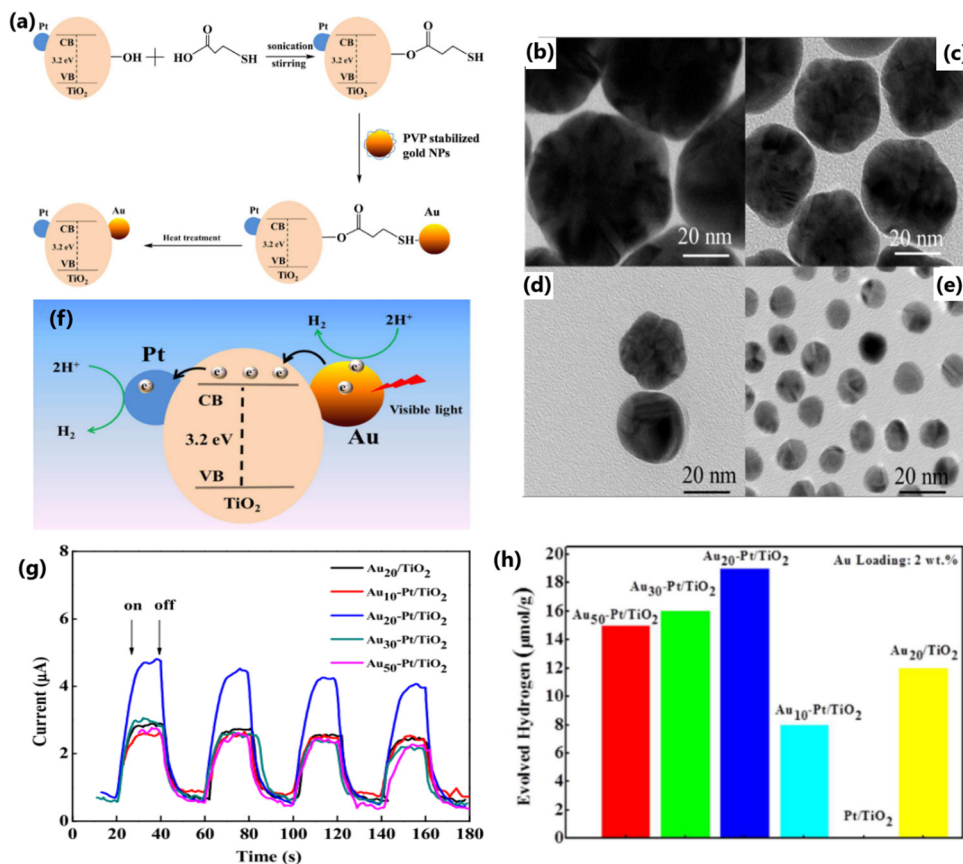 (a)
Pt
CB
3.2 eV
VB
TiO2
OH
+
HO
O
SH
sonication
stirring
Pt
CB
3.2 eV
VB
TiO2
O
O
SH
PVP stabilized
gold NPs
Pt
Au
CB
3.2 eV
VB
TiO2
Heat treatment
Pt
CB
3.2 eV
VB
TiO2
O
O
SH
Au
(b)
20 nm
(c)
20 nm
(d)
20 nm
(e)
20 nm
(f)
H2
2H+
Pt
2H+
e
e
e
e
e
e
CB
H2
3.2 eV
Visible light
Au
VB
TiO2
(g)
8
6
4
2
0
Current (μA)
on
off
Au20/TiO2
Au10-Pt/TiO2
Au20-Pt/TiO2
Au30-Pt/TiO2
Au50-Pt/TiO2
0 20 40 60 80 100 120 140 160 180
Time (s)
(h)
20
18
16
14
12
10
8
6
4
2
0
Evolved Hydrogen (μmol/g)
Au Loading: 2 wt.%
Au50-Pt/TiO2
Au30-Pt/TiO2
Au20-Pt/TiO2
Au10-Pt/TiO2
Pt/TiO2
Au20/TiO2